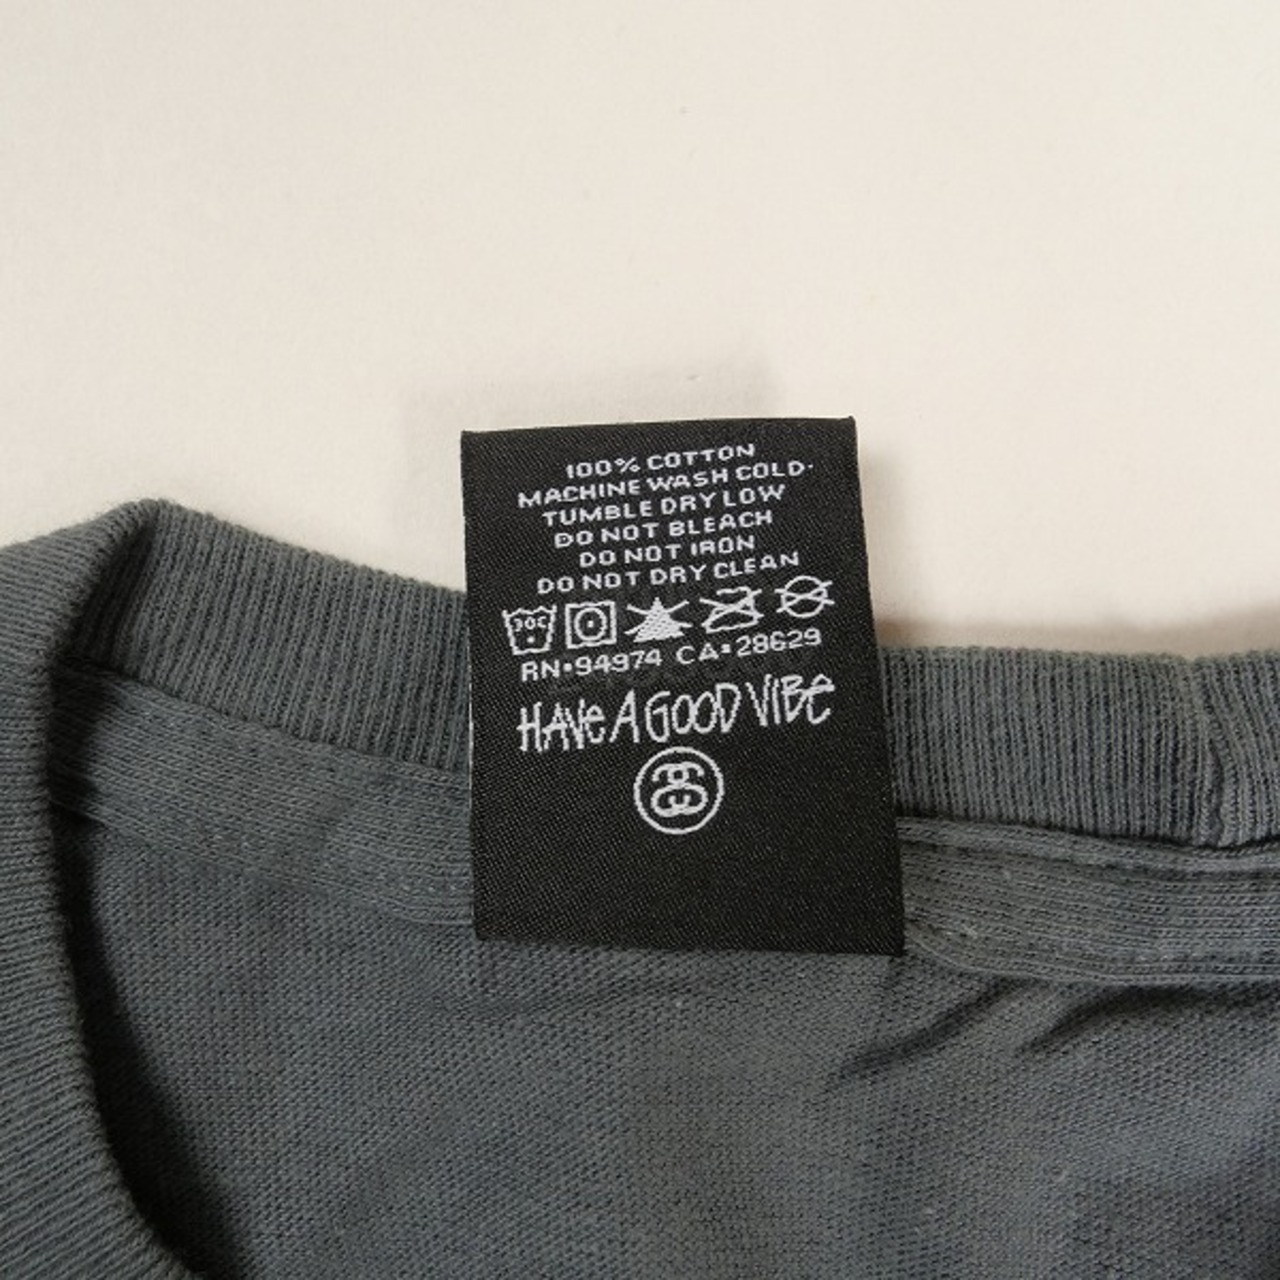 100% COTTON
MACHINE WASH COLD
TUMBLE DRY LOW
DO NOT BLEACH
DO NOT IRON
DO NOT DRY CLEAN
30C
RN•94974 CA•28629
HAVE A GOOD VIBE